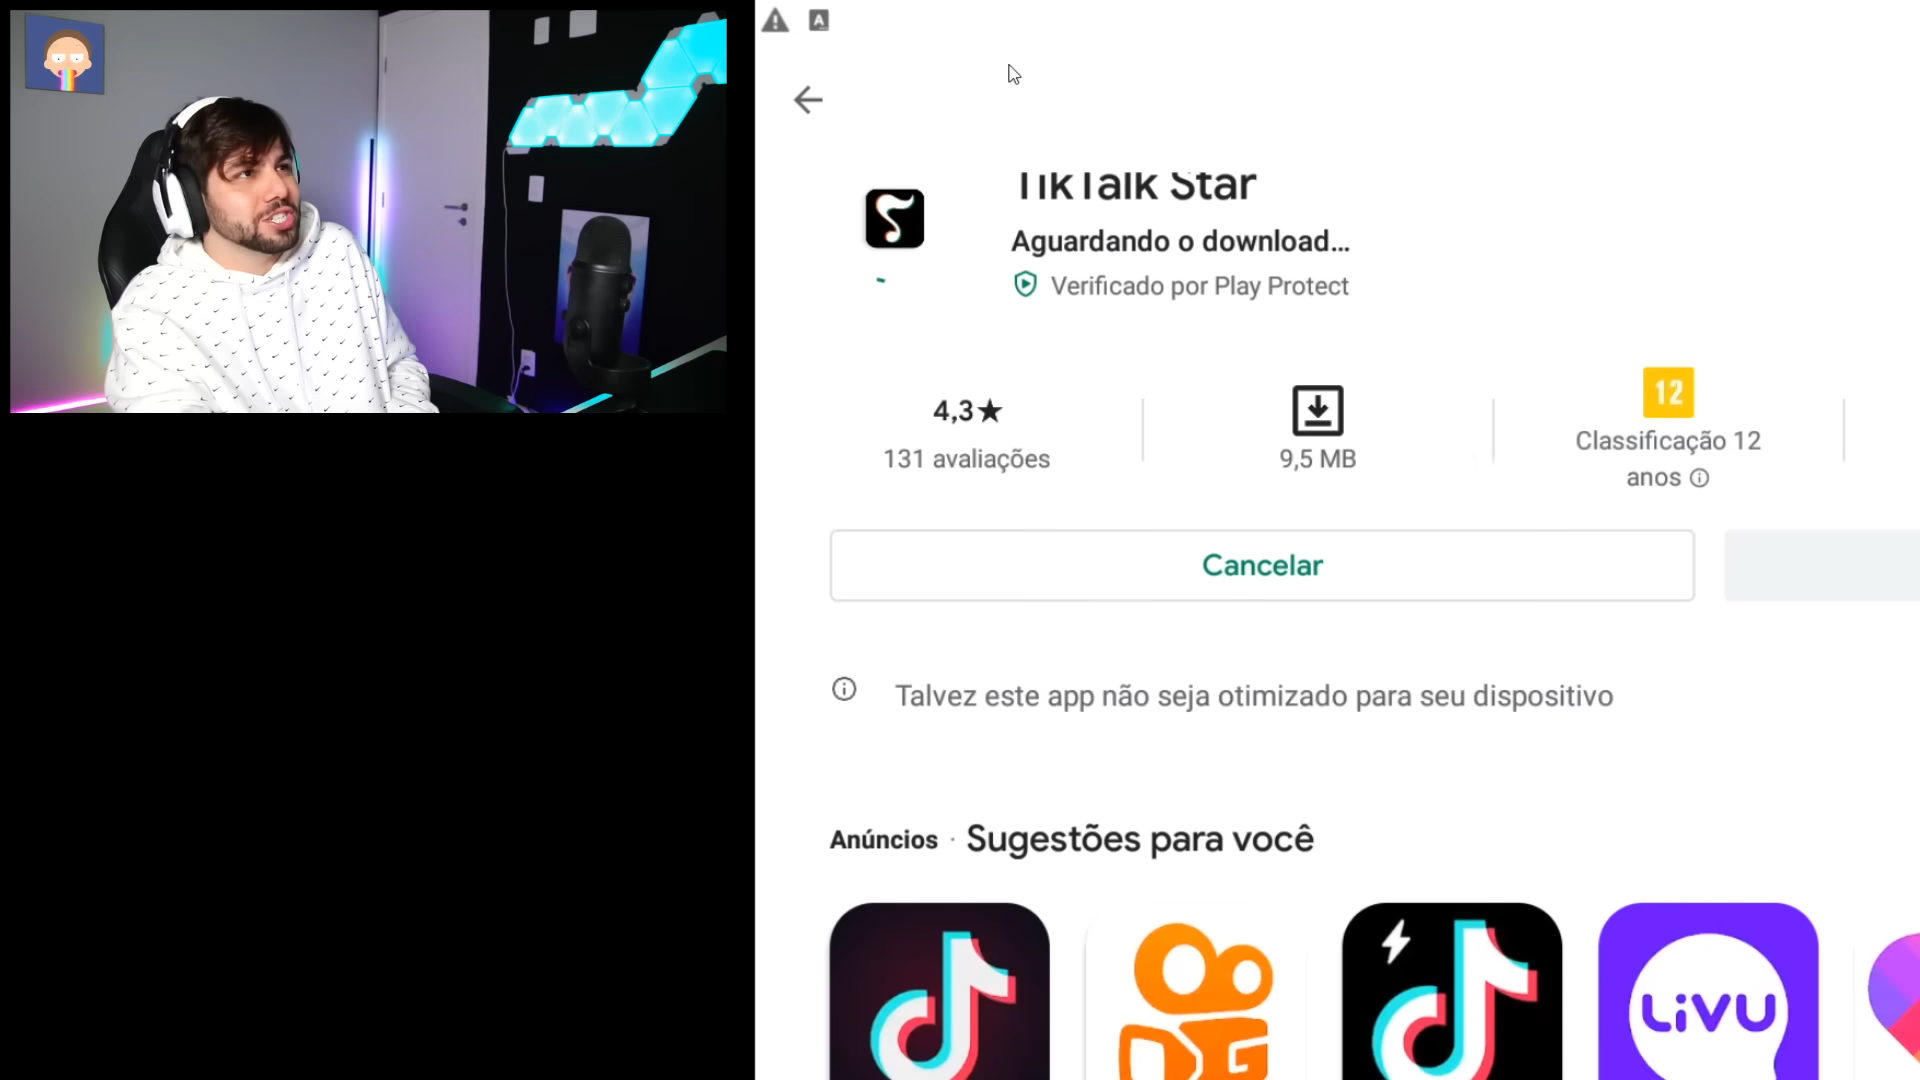 A
TikTalk Star
Aguardando o download...
Verificado por Play Protect
4,3★
131 avaliações
9,5 MB
12
Classificação 12
anos
Cancelar
Talvez este app não seja otimizado para seu dispositivo
Anúncios · Sugestões para você
LiVU